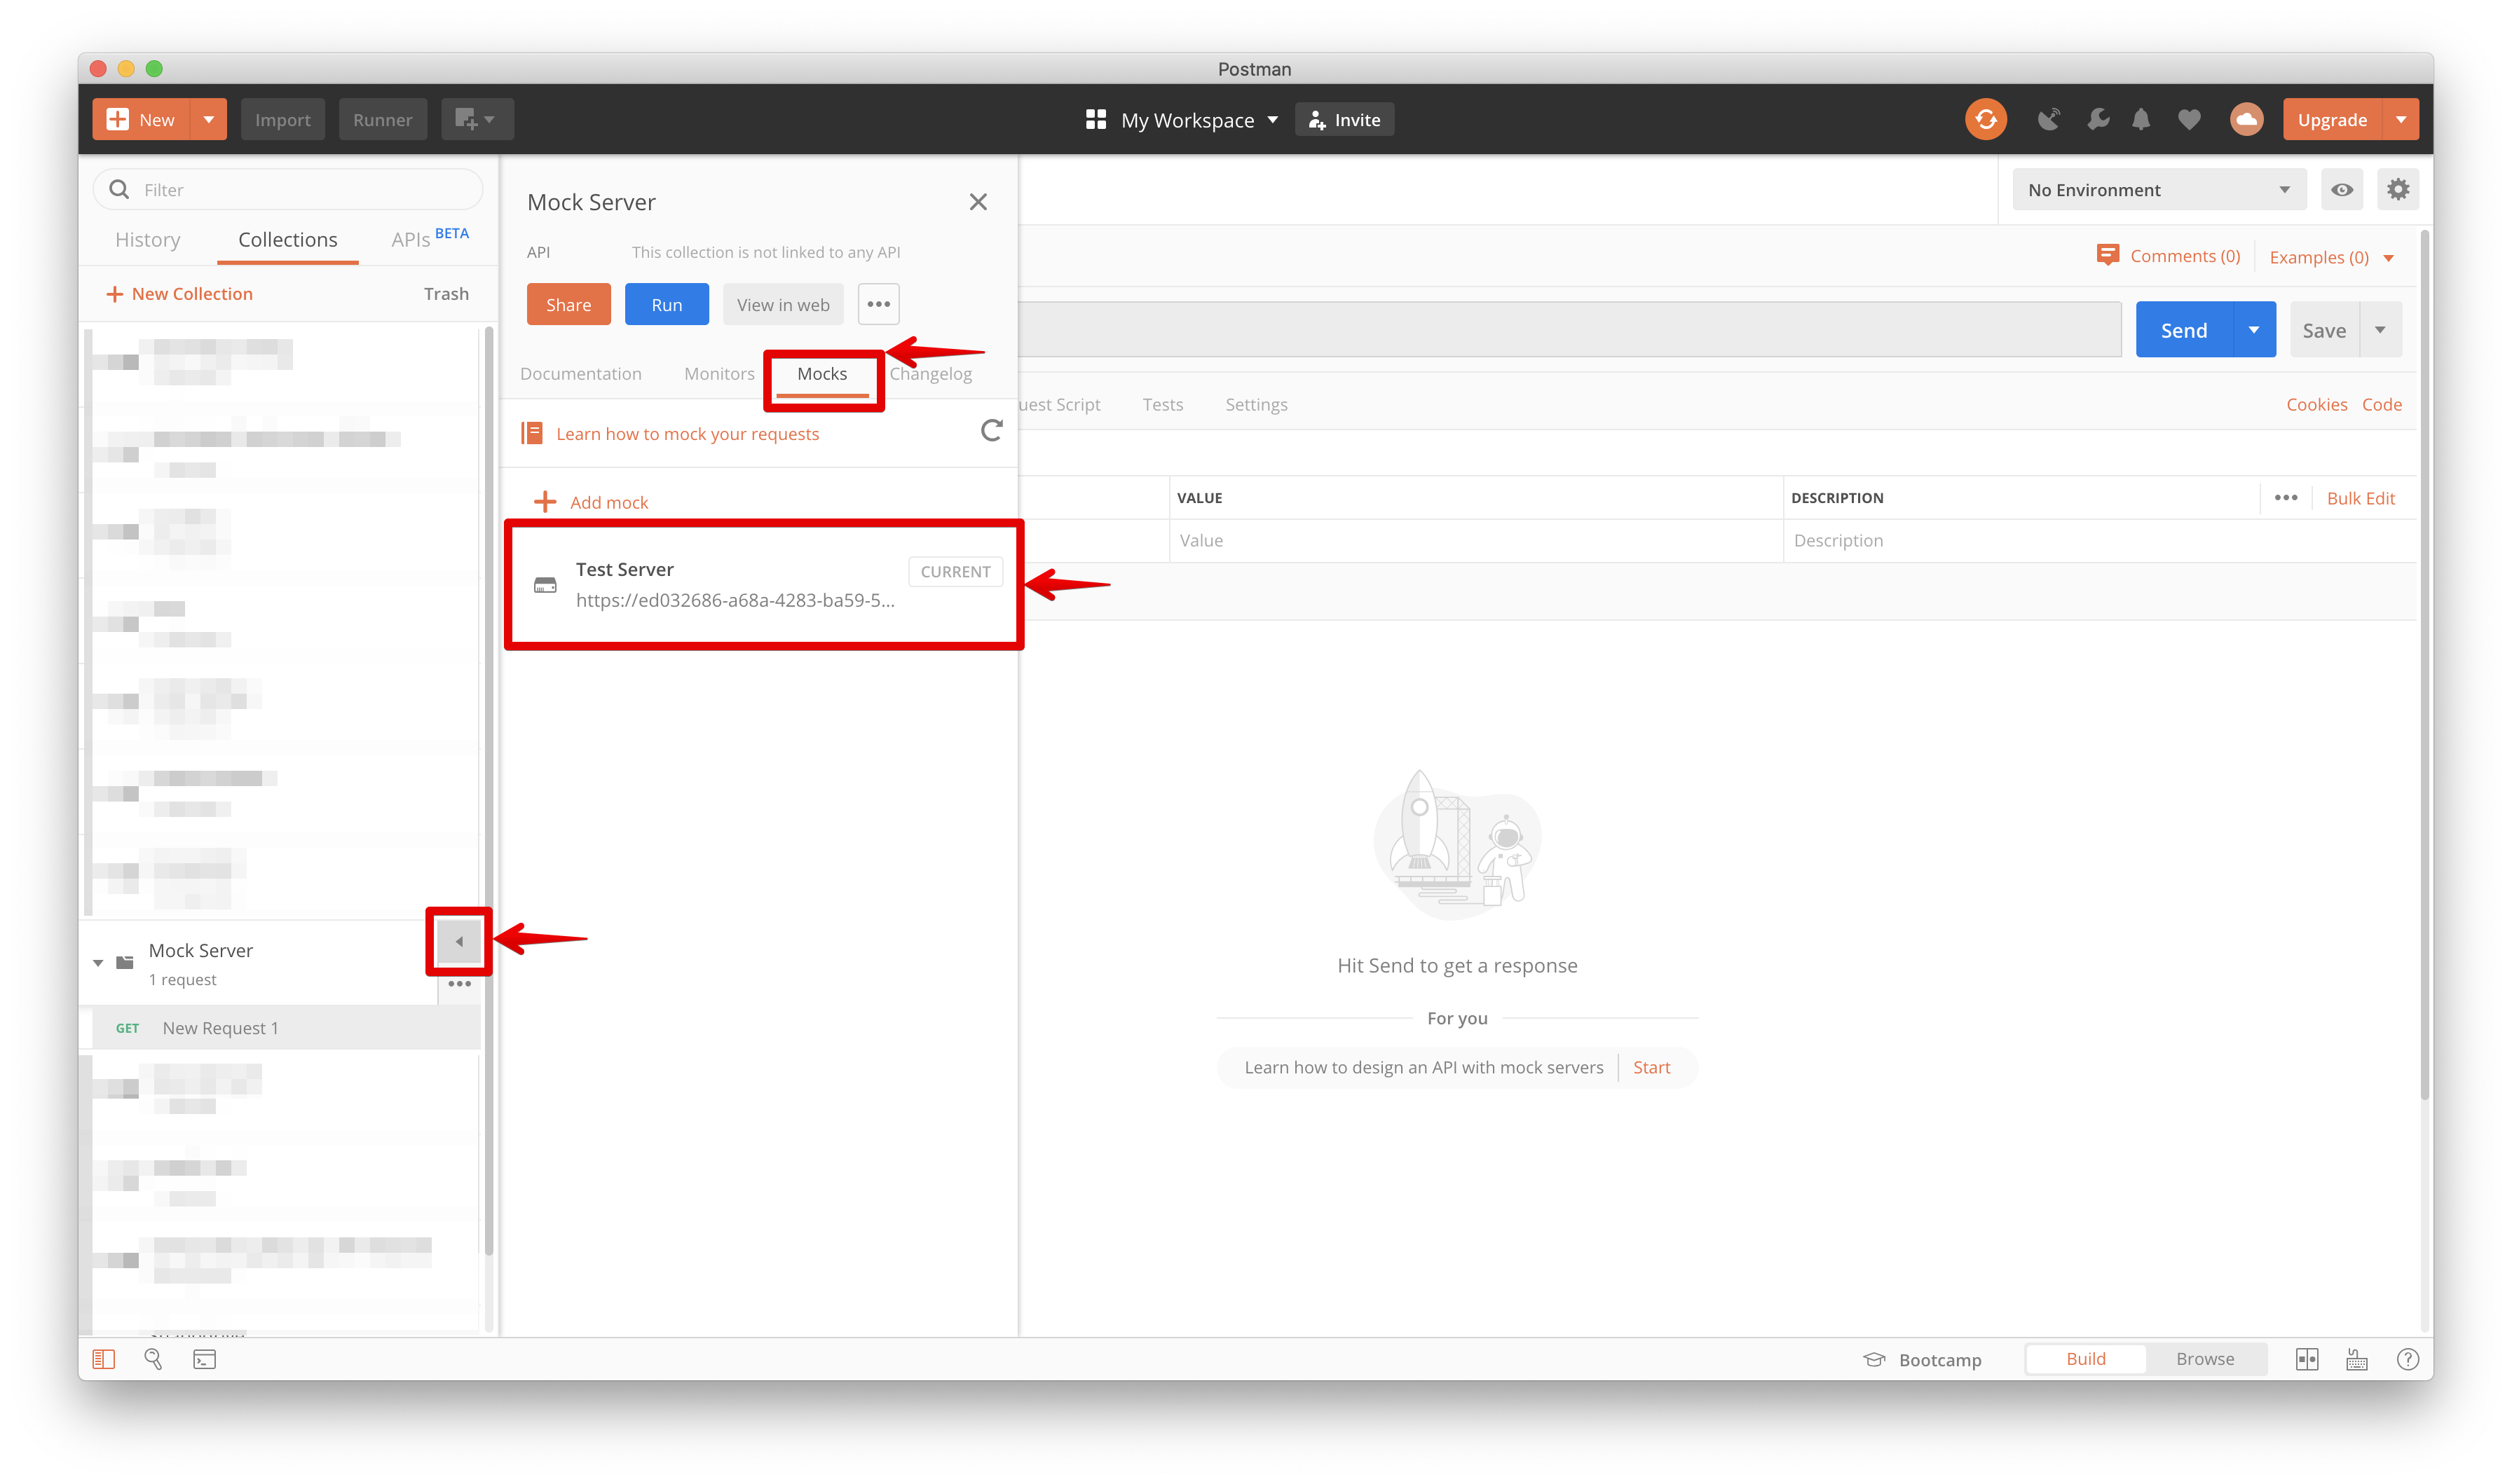 Postman
New
Import
Runner
My Workspace
Invite
Upgrade
Filter
History
Collections
APIs BETA
New Collection
Trash
Mock Server
1 request
GET New Request 1
Mock Server
API This collection is not linked to any API
Share
Run
View in web
Documentation
Monitors
Mocks
Changelog
Learn how to mock your requests
Add mock
Test Server
CURRENT
https://ed032686-a68a-4283-ba59-5...
No Environment
Comments (0)
Examples (0)
Send
Save
uest Script
Tests
Settings
Cookies
Code
VALUE
DESCRIPTION
Bulk Edit
Value
Description
Hit Send to get a response
For you
Learn how to design an API with mock servers
Start
Bootcamp
Build
Browse